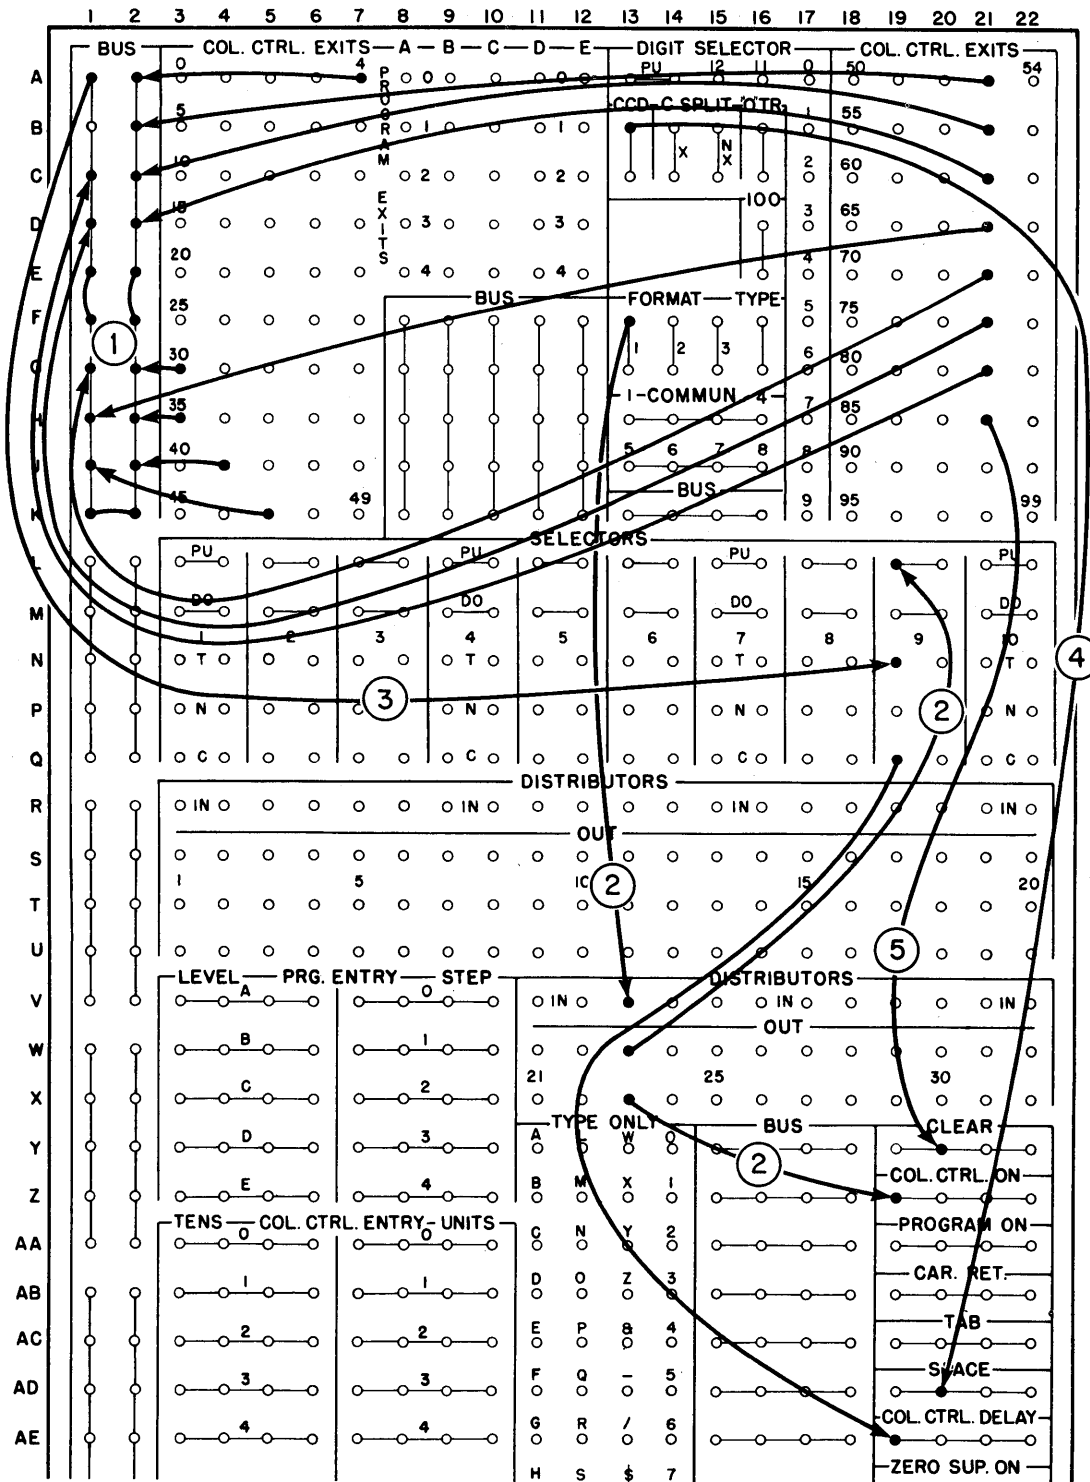 1 2 3 4 5 6 7 8 9 10 11 12 13 14 15 16 17 18 19 20 21 22
BUS COL. CTRL. EXITS—A—B—C—D—E DIGIT SELECTOR COL. CTRL. EXITS
A 0 4 0 0 PU 12 11 0 50 54
PROGRAM EXITS
CCD-C SPLIT-0TR.
B 5 1 1 1 55
X NX
C 10 2 2 2 60
100
D 15 3 3 3 65
E 20 4 4 4 70
BUS FORMAT—TYPE
F 25 5 75
1 2 3
1
30 6 80
1-COMMUN. 4
H 35 7 85
J 40 5 6 7 8 8 90
BUS
K 45 49 9 95 99
SELECTORS
L PU PU PU PU
M DO DO DO DO
1 2 3 4 5 6 7 8 9 10
N T T T T
4
3
2
P N N N N
Q C C C C
DISTRIBUTORS
R IN IN IN IN
OUT
S
1 5 10 15 20
2
T
U
5
LEVEL—PRG. ENTRY—STEP DISTRIBUTORS
V A 0 IN IN IN
OUT
W B 1
21 25 30
X C 2
TYPE ONLY BUS CLEAR
Y D 3 A L W 0
2
COL. CTRL. ON
Z E 4 B M X 1
TENS—COL. CTRL. ENTRY—UNITS PROGRAM ON
AA 0 0 C N Y 2
CAR. RET.
AB 1 1 D O Z 3
TAB
AC 2 2 E P & 4
SPACE
AD 3 3 F Q - 5
COL. CTRL. DELAY
AE 4 4 G R / 6
ZERO SUP. ON
H S $ 7